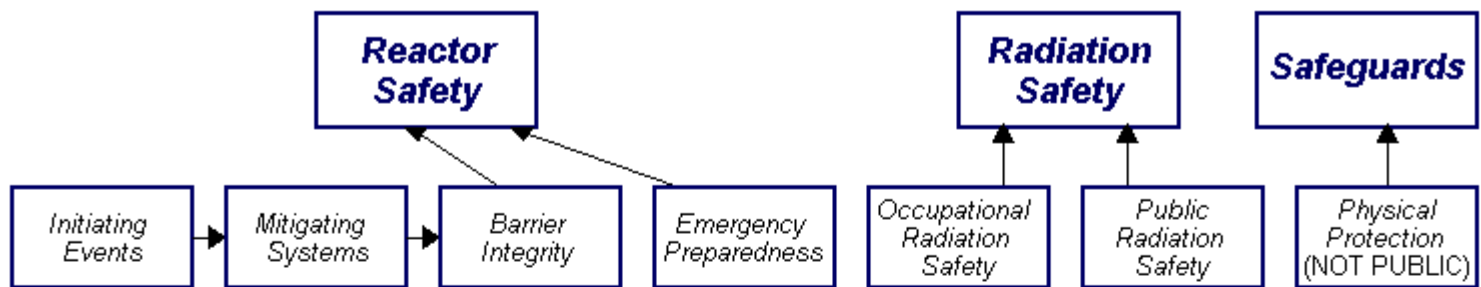 Reactor
Safety
Radiation
Safety
Safeguards
Initiating
Events
Mitigating
Systems
Barrier
Integrity
Emergency
Preparedness
Occupational
Radiation
Safety
Public
Radiation
Safety
Physical
Protection
(NOT PUBLIC)